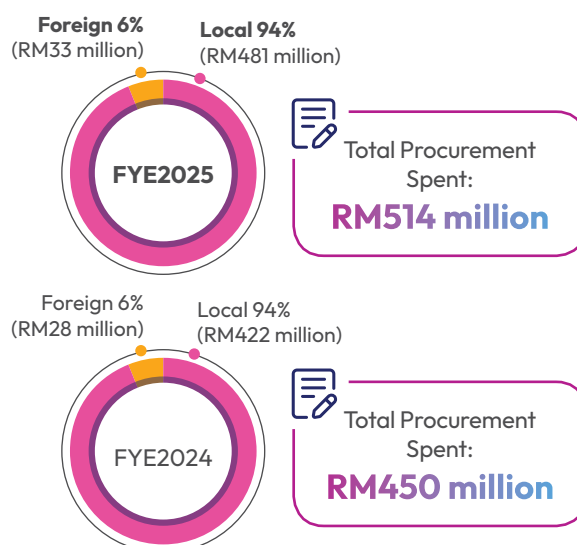 Foreign 6%
(RM33 million)
Local 94%
(RM481 million)
FYE2025
Total Procurement
Spent:
RM514 million
Foreign 6%
(RM28 million)
Local 94%
(RM422 million)
FYE2024
Total Procurement
Spent:
RM450 million